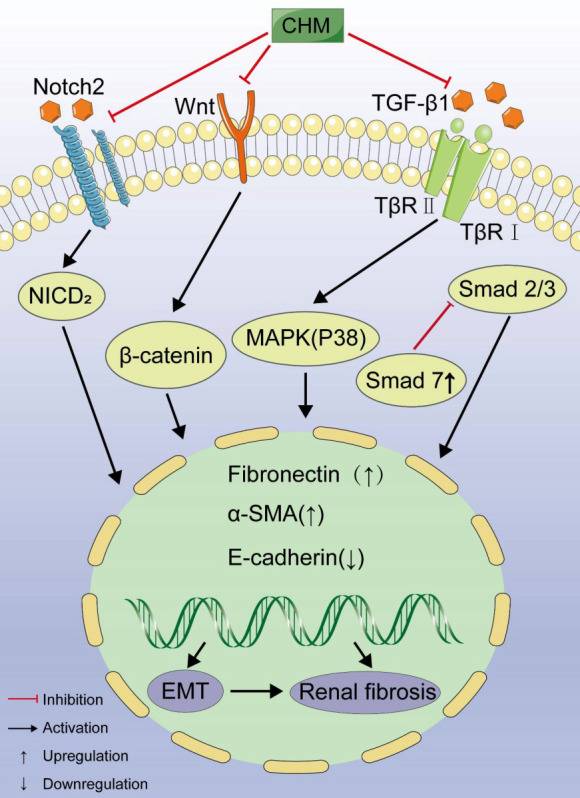 CHM
Notch2
Wnt
TGF-β1
TβR Ⅱ
TβR Ⅰ
NICD₂
Smad 2/3
β-catenin
MAPK(P38)
Smad 7↑
Fibronectin （↑）
α-SMA(↑)
E-cadherin(↓)
EMT
Renal fibrosis
Inhibition
Activation
↑ Upregulation
↓ Downregulation